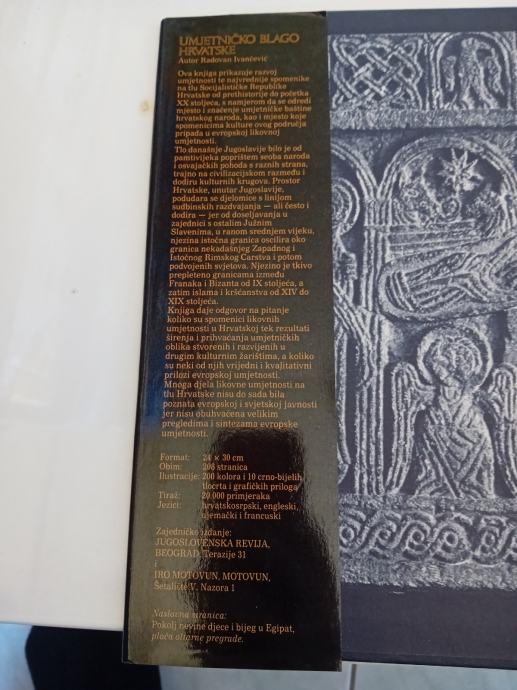 UMJETNIČKO BLAGO
HRVATSKE
Autor Radovan Ivančević
Ova knjiga prikazuje razvoj
umjetnosti te najvrednije spomenike
na tlu Socijalističke Republike
Hrvatske od prethistorije do početka
XX stoljeća, s namjerom da se odredi
mjesto i značenje umjetničke baštine
hrvatskog naroda, kao i mjesto koje
spomenicima kulture ovog područja
pripada u evropskoj likovnoj
umjetnosti.
Tlo današnje Jugoslavije bilo je od
pamtivijeka poprištem seoba naroda
i osvajačkih pohoda s raznih strana,
trajno na civilizacijskom razmeđu i
dodiru kulturnih krugova. Prostor
Hrvatske, unutar Jugoslavije,
podudara se djelomice s linijom
sudbinskih razdvajanja — ali često i
dodira — jer od doseljavanja u
zajednici s ostalim Južnim
Slavenima, u ranom srednjem vijeku,
njezina istočna granica oscilira oko
granica nekadašnjeg Zapadnog i
Istočnog Rimskog Carstva i potom
podvojenih svjetova. Njezino je tkivo
prepleteno granicama između
Franaka i Bizanta od IX stoljeća, a
zatim islama i kršćanstva od XIV do
XIX stoljeća.
Knjiga daje odgovor na pitanje
koliko su spomenici likovnih
umjetnosti u Hrvatskoj tek rezultati
širenja i prihvaćanja umjetničkih
oblika stvorenih i razvijenih u
drugim kulturnim žarištima, a koliko
su neki od njih vrijedni i kvalitativni
prilozi evropskoj umjetnosti.
Mnoga djela likovne umjetnosti na
tlu Hrvatske nisu do sada bila
poznata evropskoj i svjetskoj javnosti
jer nisu obuhvaćena velikim
pregledima i sintezama evropske
umjetnosti.
Format: 24 × 30 cm
Obim: 208 stranica
Ilustracije: 200 kolora i 10 crno-bijelih
tlocrta i grafičkih priloga
Tiraž: 20.000 primjeraka
Jezici: hrvatskosrpski, engleski,
njemački i francuski
Zajedničko izdanje:
JUGOSLOVENSKA REVIJA,
BEOGRAD, Terazije 31
i
IRO MOTOVUN, MOTOVUN,
Šetalište V. Nazora 1
Naslovna stranica:
Pokolj nevine djece i bijeg u Egipat,
pluča oltarne pregrade.